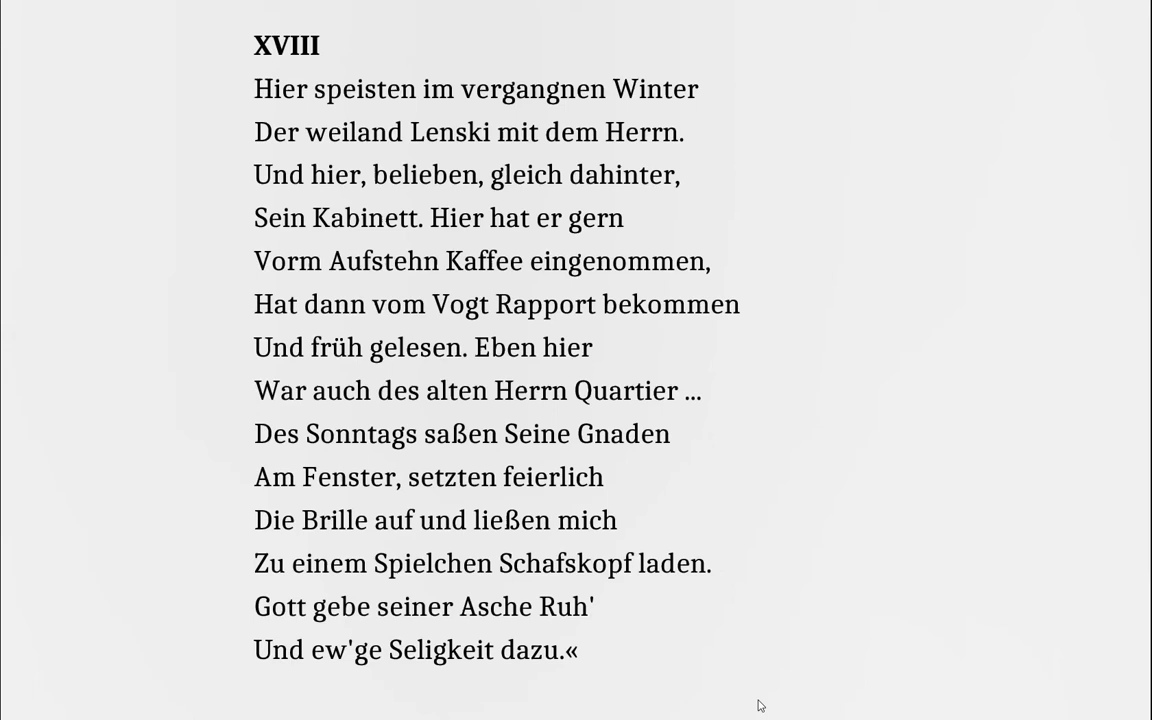 XVIII
Hier speisten im vergangnen Winter
Der weiland Lenski mit dem Herrn.
Und hier, belieben, gleich dahinter,
Sein Kabinett. Hier hat er gern
Vorm Aufstehn Kaffee eingenommen,
Hat dann vom Vogt Rapport bekommen
Und früh gelesen. Eben hier
War auch des alten Herrn Quartier ...
Des Sonntags saßen Seine Gnaden
Am Fenster, setzten feierlich
Die Brille auf und ließen mich
Zu einem Spielchen Schafskopf laden.
Gott gebe seiner Asche Ruh'
Und ew'ge Seligkeit dazu.«